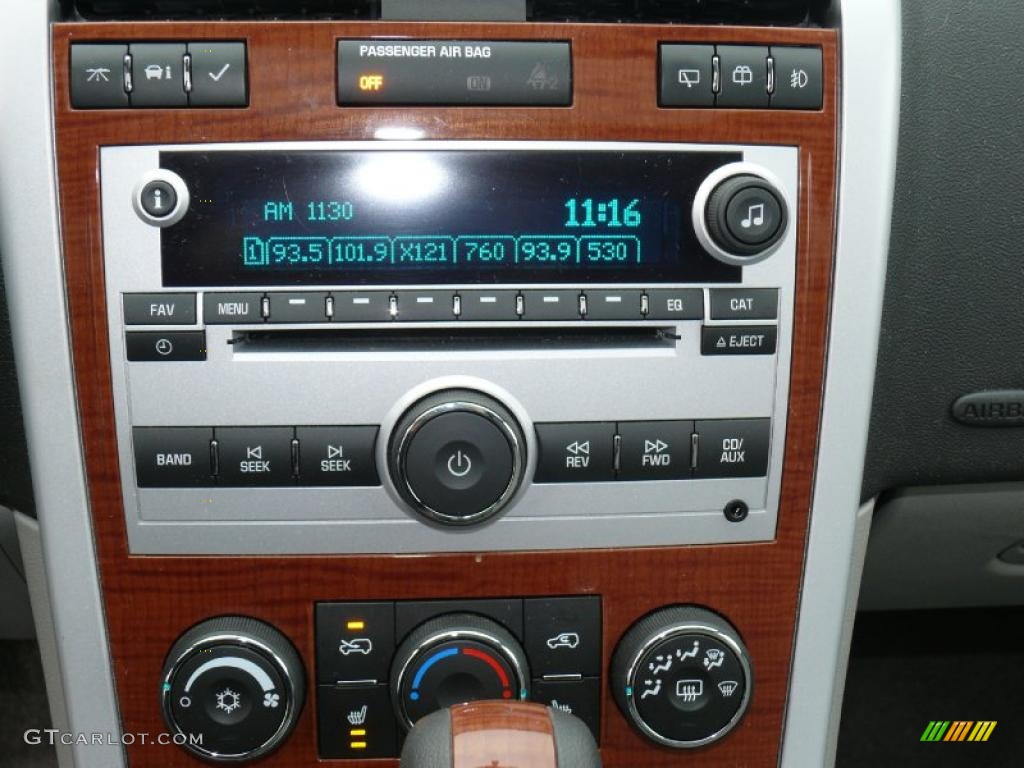 PASSENGER AIR BAG
OFF ON
i
AM 1130 11:16
1 93.5 101.9 X121 760 93.9 530
FAV MENU EQ CAT
EJECT
BAND SEEK SEEK REV FWD CD/
AUX
AIRB
GTCARLOT.COM